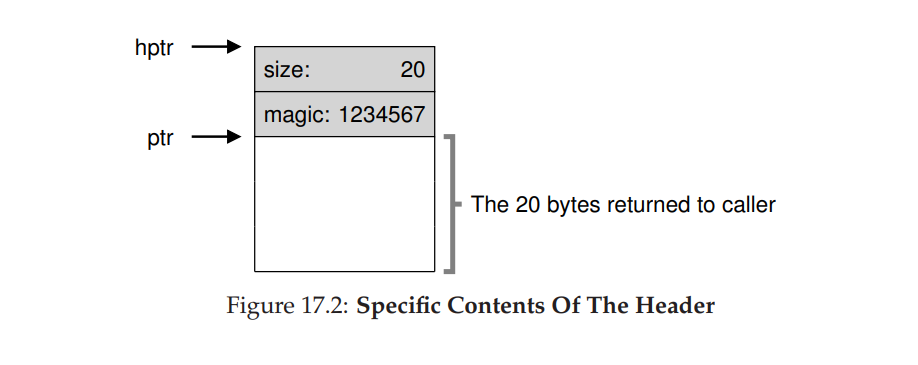 hptr
size: 20
magic: 1234567
ptr
The 20 bytes returned to caller
Figure 17.2: Specific Contents Of The Header